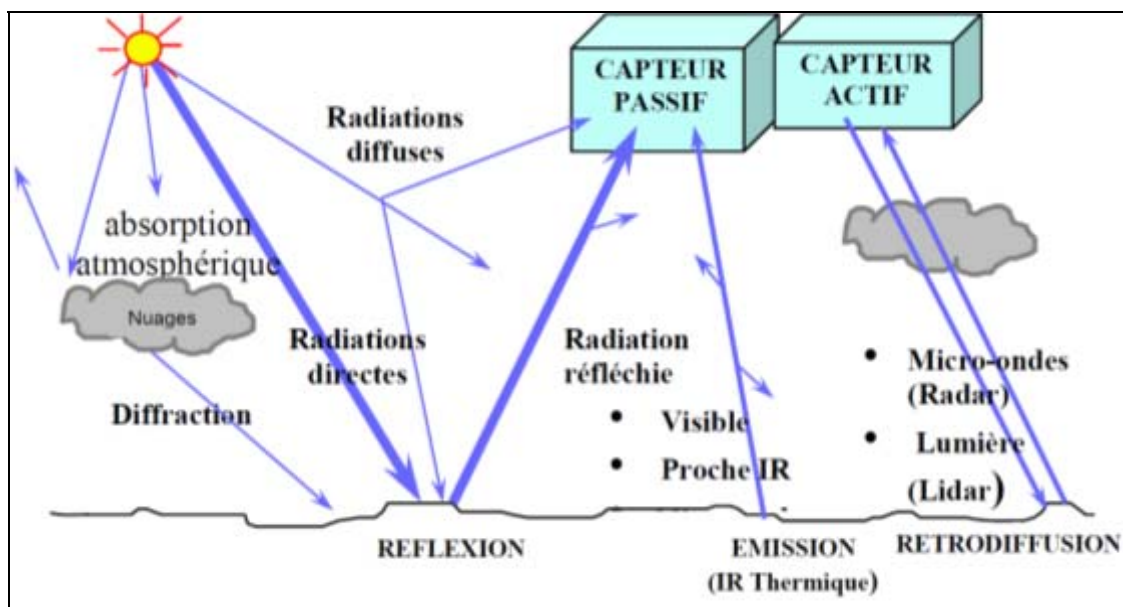 CAPTEUR
PASSIF
CAPTEUR
ACTIF
Radiations
diffuses
absorption
atmosphérique
Nuages
Radiations
directes
Diffraction
Radiation
réfléchie
• Visible
• Proche IR
• Micro-ondes
(Radar)
• Lumière
(Lidar)
REFLEXION
EMISSION
(IR Thermique)
RETRODIFFUSION